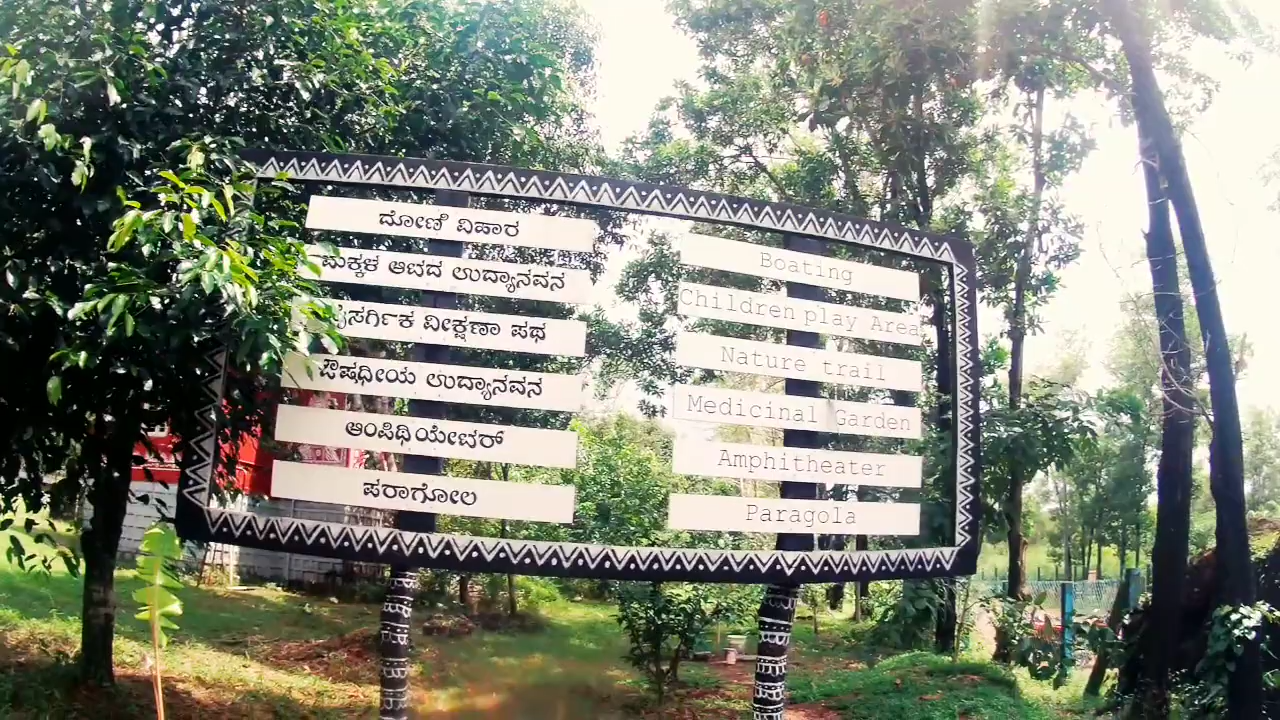 ದೋಣಿ ವಿಹಾರ
ಮಕ್ಕಳ ಆಟದ ಉದ್ಯಾನವನ
ವೀಕ್ಷಣಾ ಪಥ
ಔಷಧೀಯ ಉದ್ಯಾನವನ
ಆಂಪಿಥಿಯೇಟರ್
ಪರಾಗೋಲ
Boating
Children play Area
Nature trail
Medicinal Garden
Amphitheater
Paragola